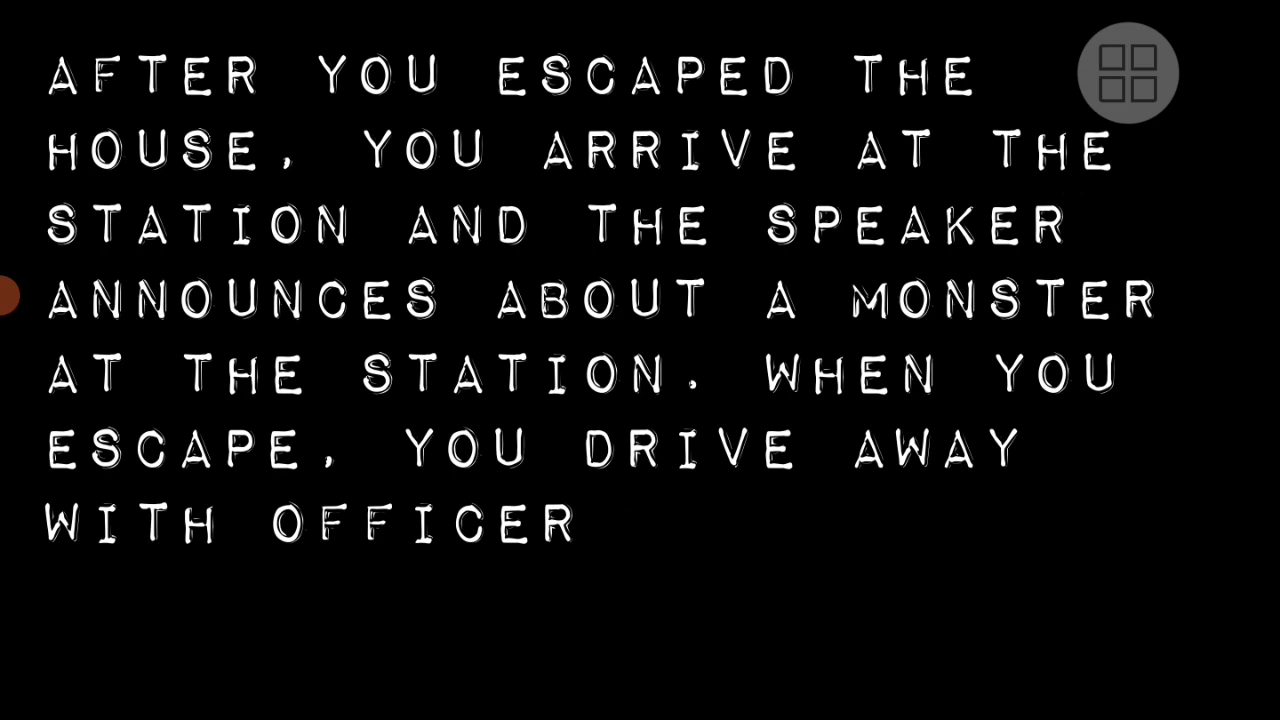 AFTER YOU ESCAPED THE
HOUSE, YOU ARRIVE AT THE
STATION AND THE SPEAKER
ANNOUNCES ABOUT A MONSTER
AT THE STATION. WHEN YOU
ESCAPE, YOU DRIVE AWAY
WITH OFFICER